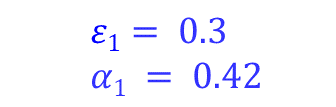 ε₁ = 0.3
α₁ = 0.42